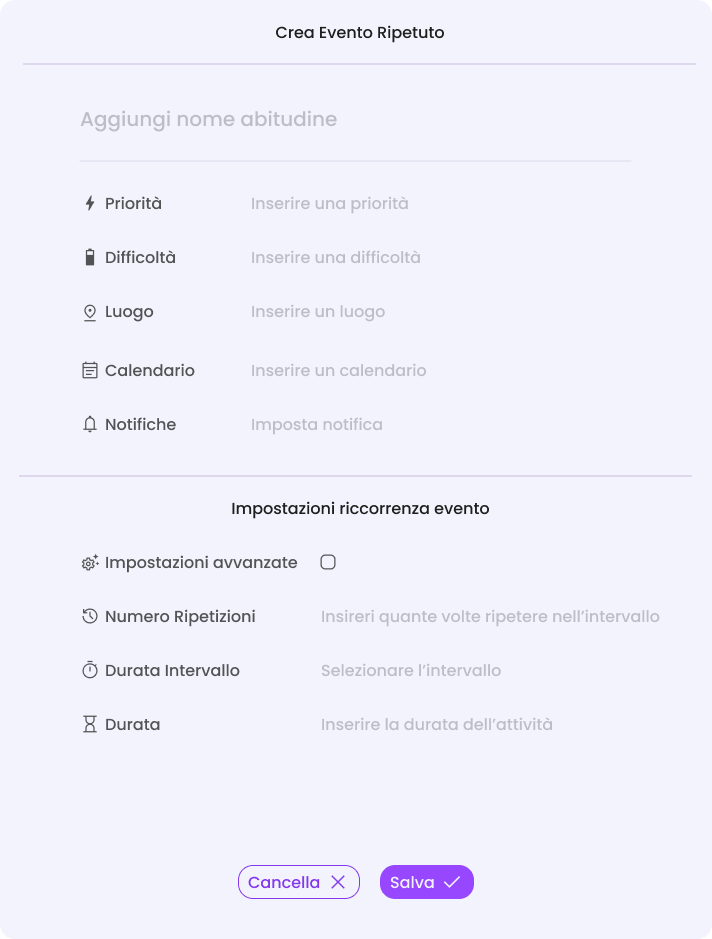 Crea Evento Ripetuto
Aggiungi nome abitudine
Priorità Inserire una priorità
Difficoltà Inserire una difficoltà
Luogo Inserire un luogo
Calendario Inserire un calendario
Notifiche Imposta notifica
Impostazioni riccorrenza evento
Impostazioni avvanzate
Numero Ripetizioni Insireri quante volte ripetere nell'intervallo
Durata Intervallo Selezionare l'intervallo
Durata Inserire la durata dell'attività
Cancella Salva